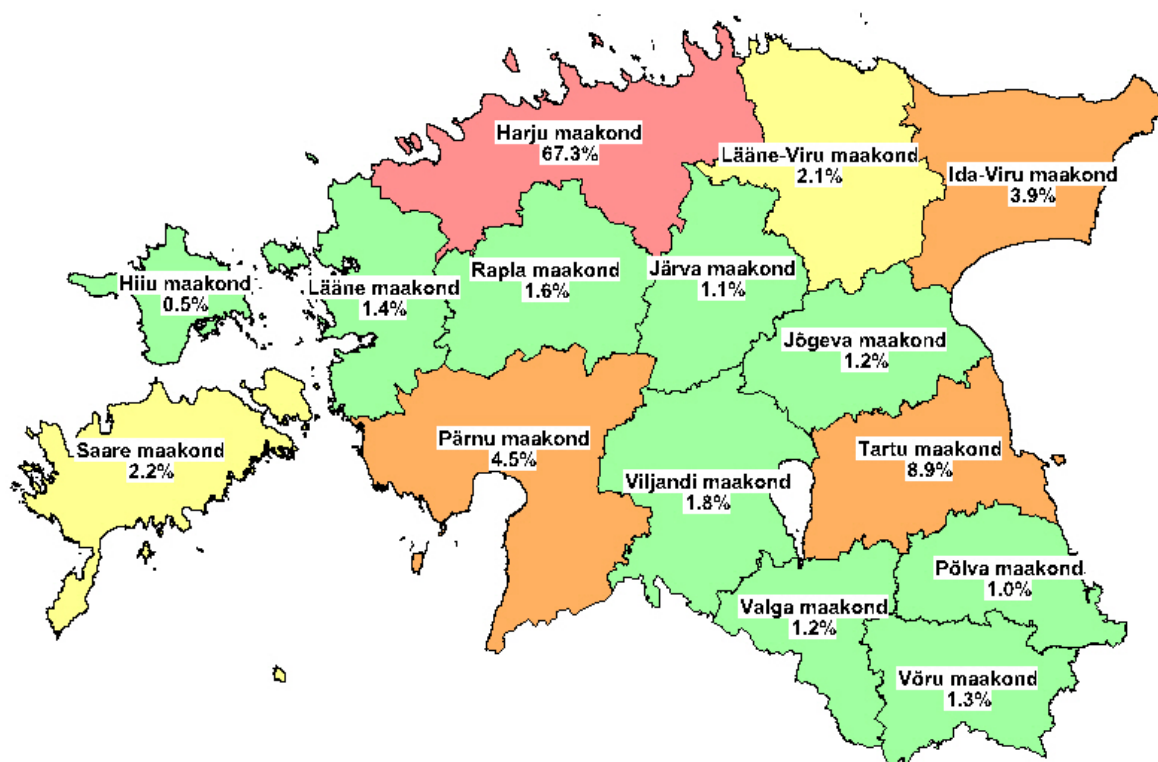 Harju maakond
67.3%
Lääne-Viru maakond
2.1%
Ida-Viru maakond
3.9%
Hiiu maakond
0.5%
Lääne maakond
1.4%
Rapla maakond
1.6%
Järva maakond
1.1%
Jõgeva maakond
1.2%
Saare maakond
2.2%
Pärnu maakond
4.5%
Viljandi maakond
1.8%
Tartu maakond
8.9%
Põlva maakond
1.0%
Valga maakond
1.2%
Võru maakond
1.3%